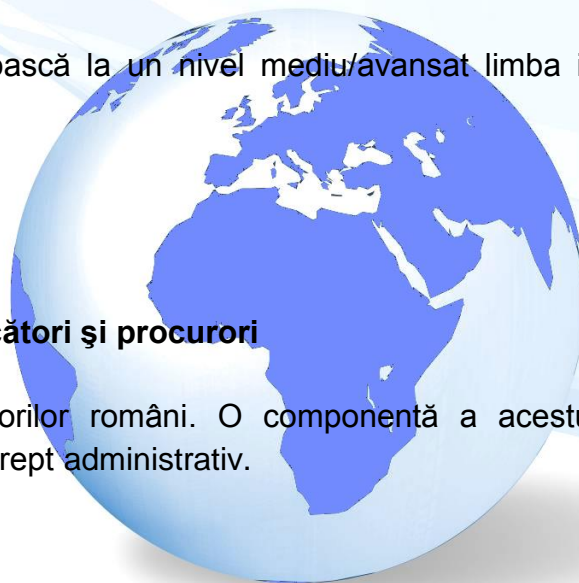 ască la un nivel mediu/avansat limba
ători şi procurori
orilor români. O componentă a acestu
rept administrativ.